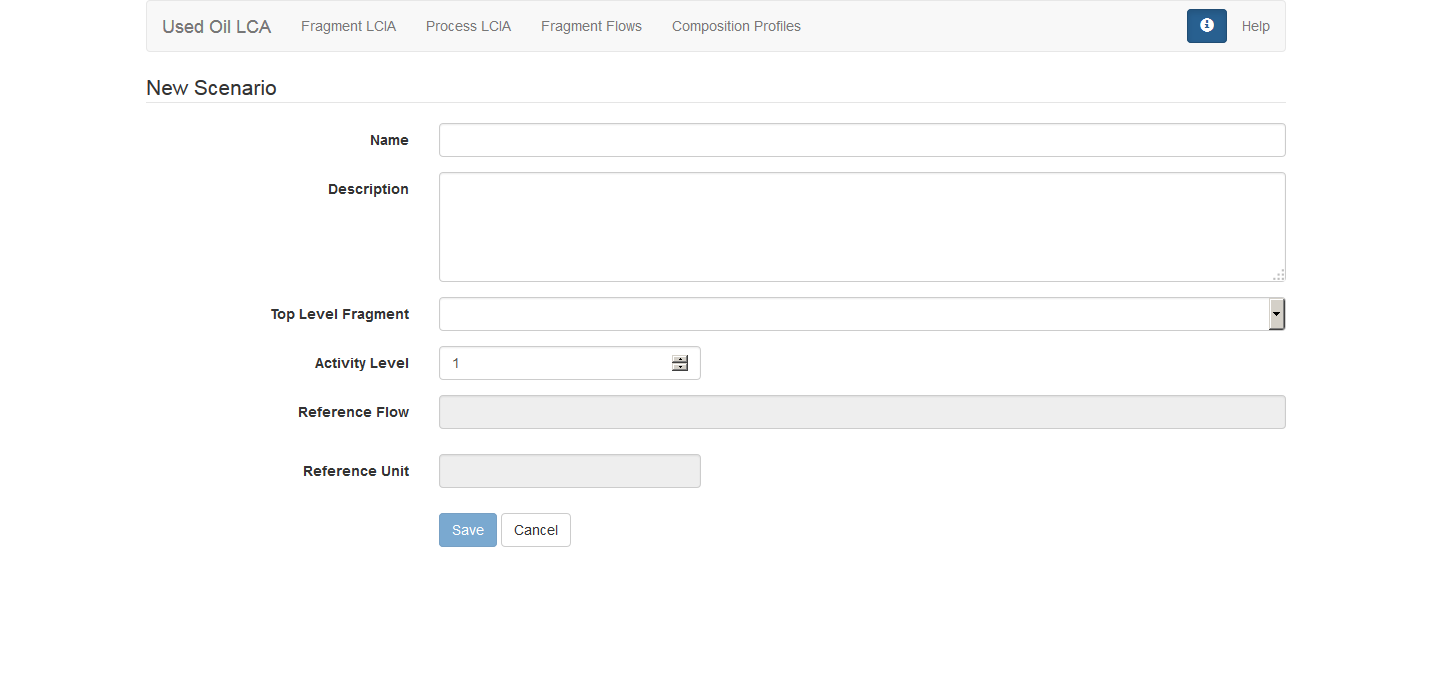 Used Oil LCA Fragment LCIA Process LCIA Fragment Flows Composition Profiles Help
New Scenario
Name
Description
Top Level Fragment
Activity Level 1
Reference Flow
Reference Unit
Save Cancel